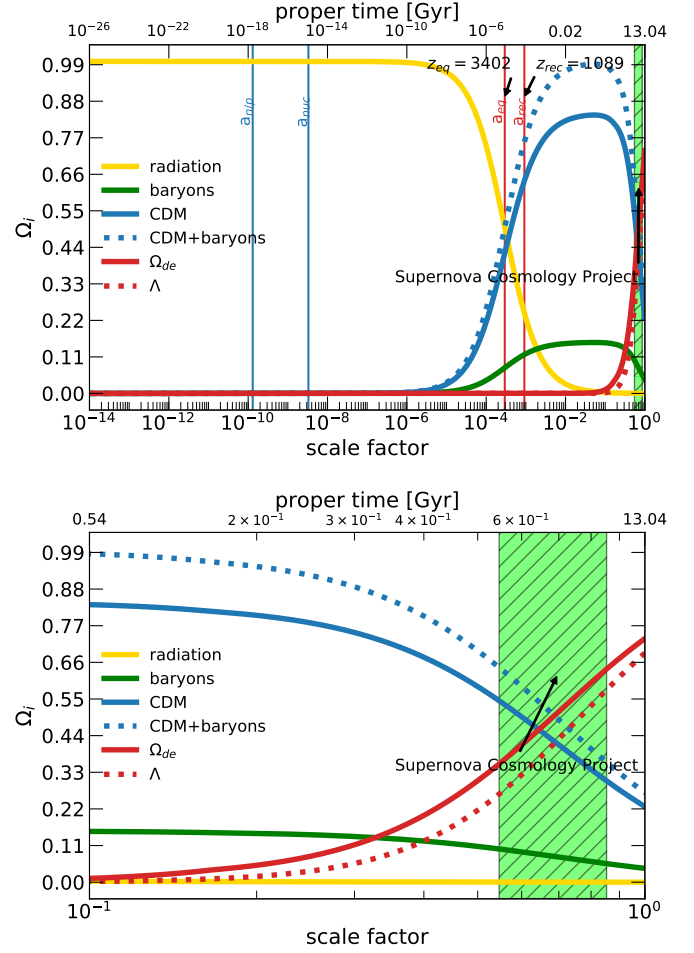 proper time [Gyr]
10⁻²⁶ 10⁻²² 10⁻¹⁸ 10⁻¹⁴ 10⁻¹⁰ 10⁻⁶ 0.02 13.04
z_eq = 3402 z_rec = 1089
a_n/p a_nuc a_eq a_rec
0.99
0.88
0.77
0.66
0.55
0.44
0.33
0.22
0.11
0.00
Ω_i
radiation
baryons
CDM
CDM+baryons
Ω_de
Λ
Supernova Cosmology Project
10⁻¹⁴ 10⁻¹² 10⁻¹⁰ 10⁻⁸ 10⁻⁶ 10⁻⁴ 10⁻² 10⁰
scale factor
proper time [Gyr]
0.54 2 × 10⁻¹ 3 × 10⁻¹ 4 × 10⁻¹ 6 × 10⁻¹ 13.04
0.99
0.88
0.77
0.66
0.55
0.44
0.33
0.22
0.11
0.00
Ω_i
radiation
baryons
CDM
CDM+baryons
Ω_de
Λ
Supernova Cosmology Project
10⁻¹ 10⁰
scale factor